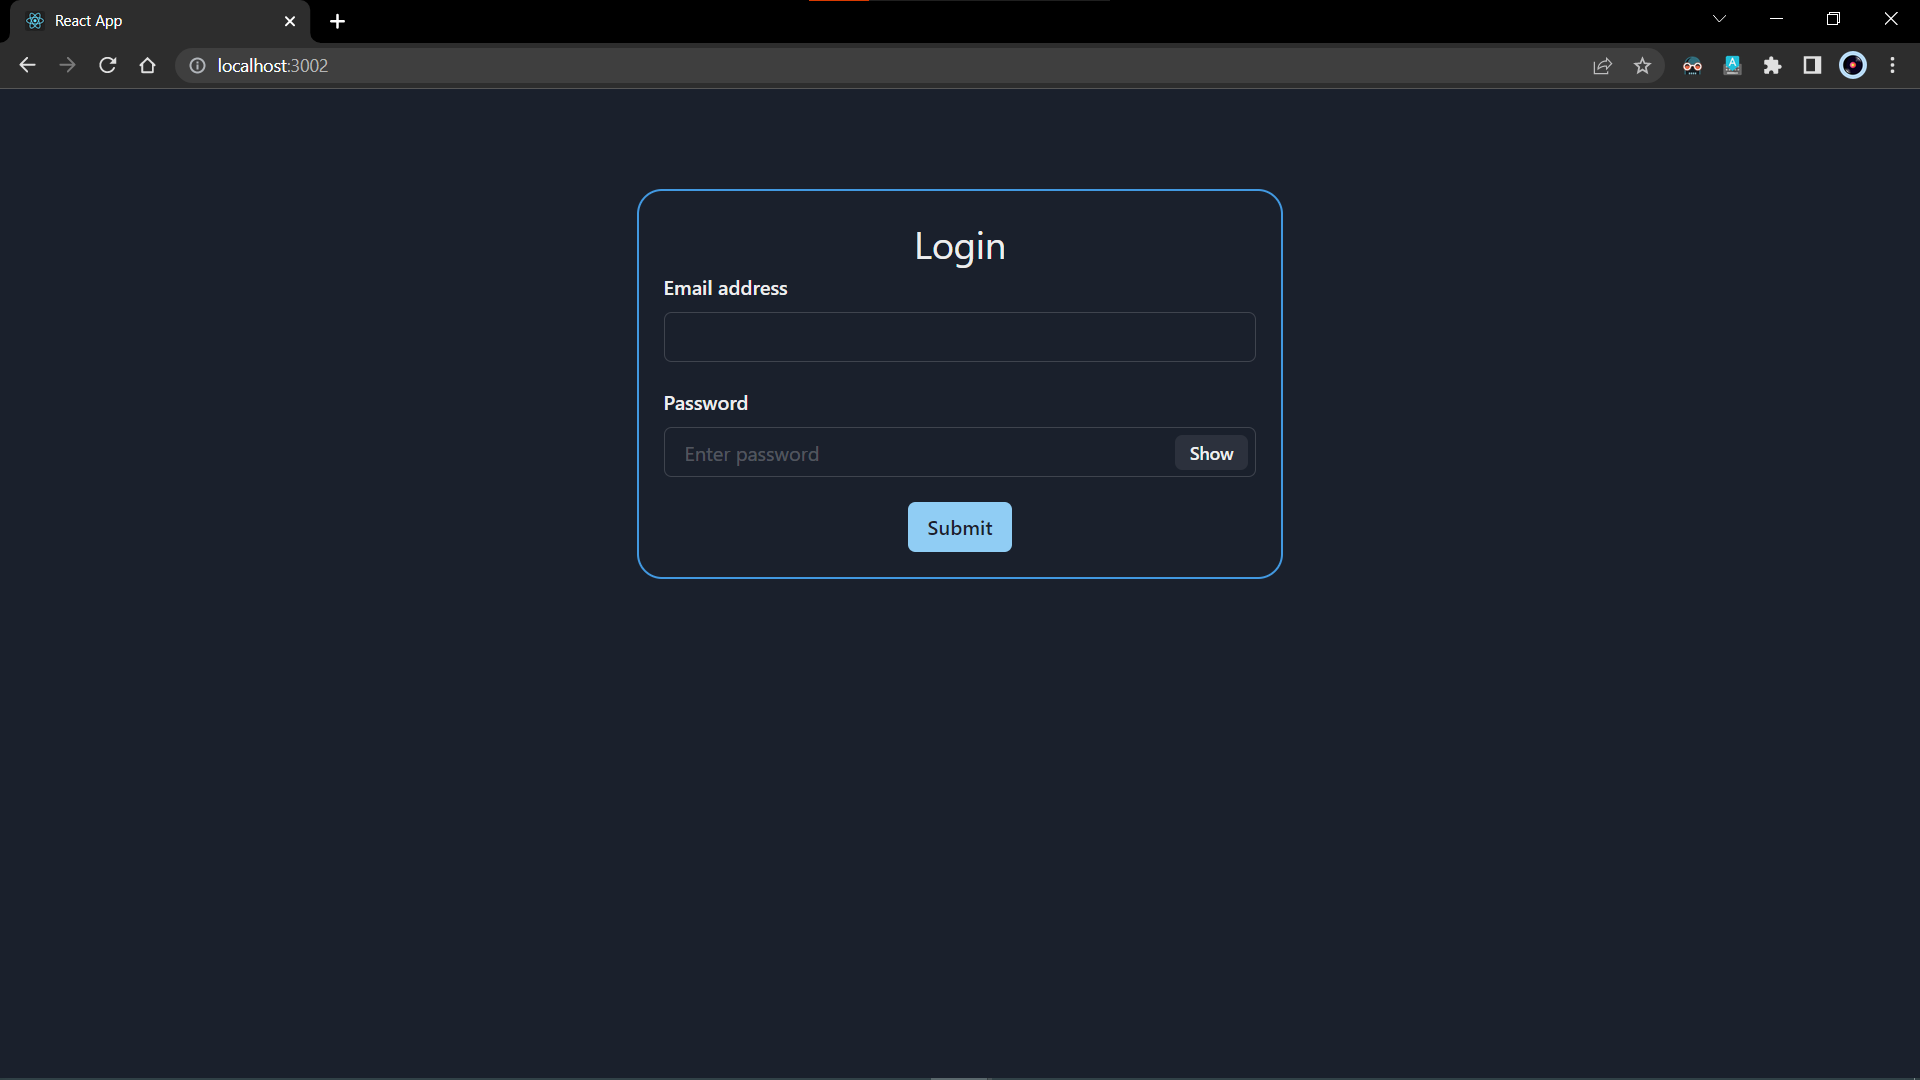 React App
localhost:3002
Login
Email address
Password
Enter password
Show
Submit